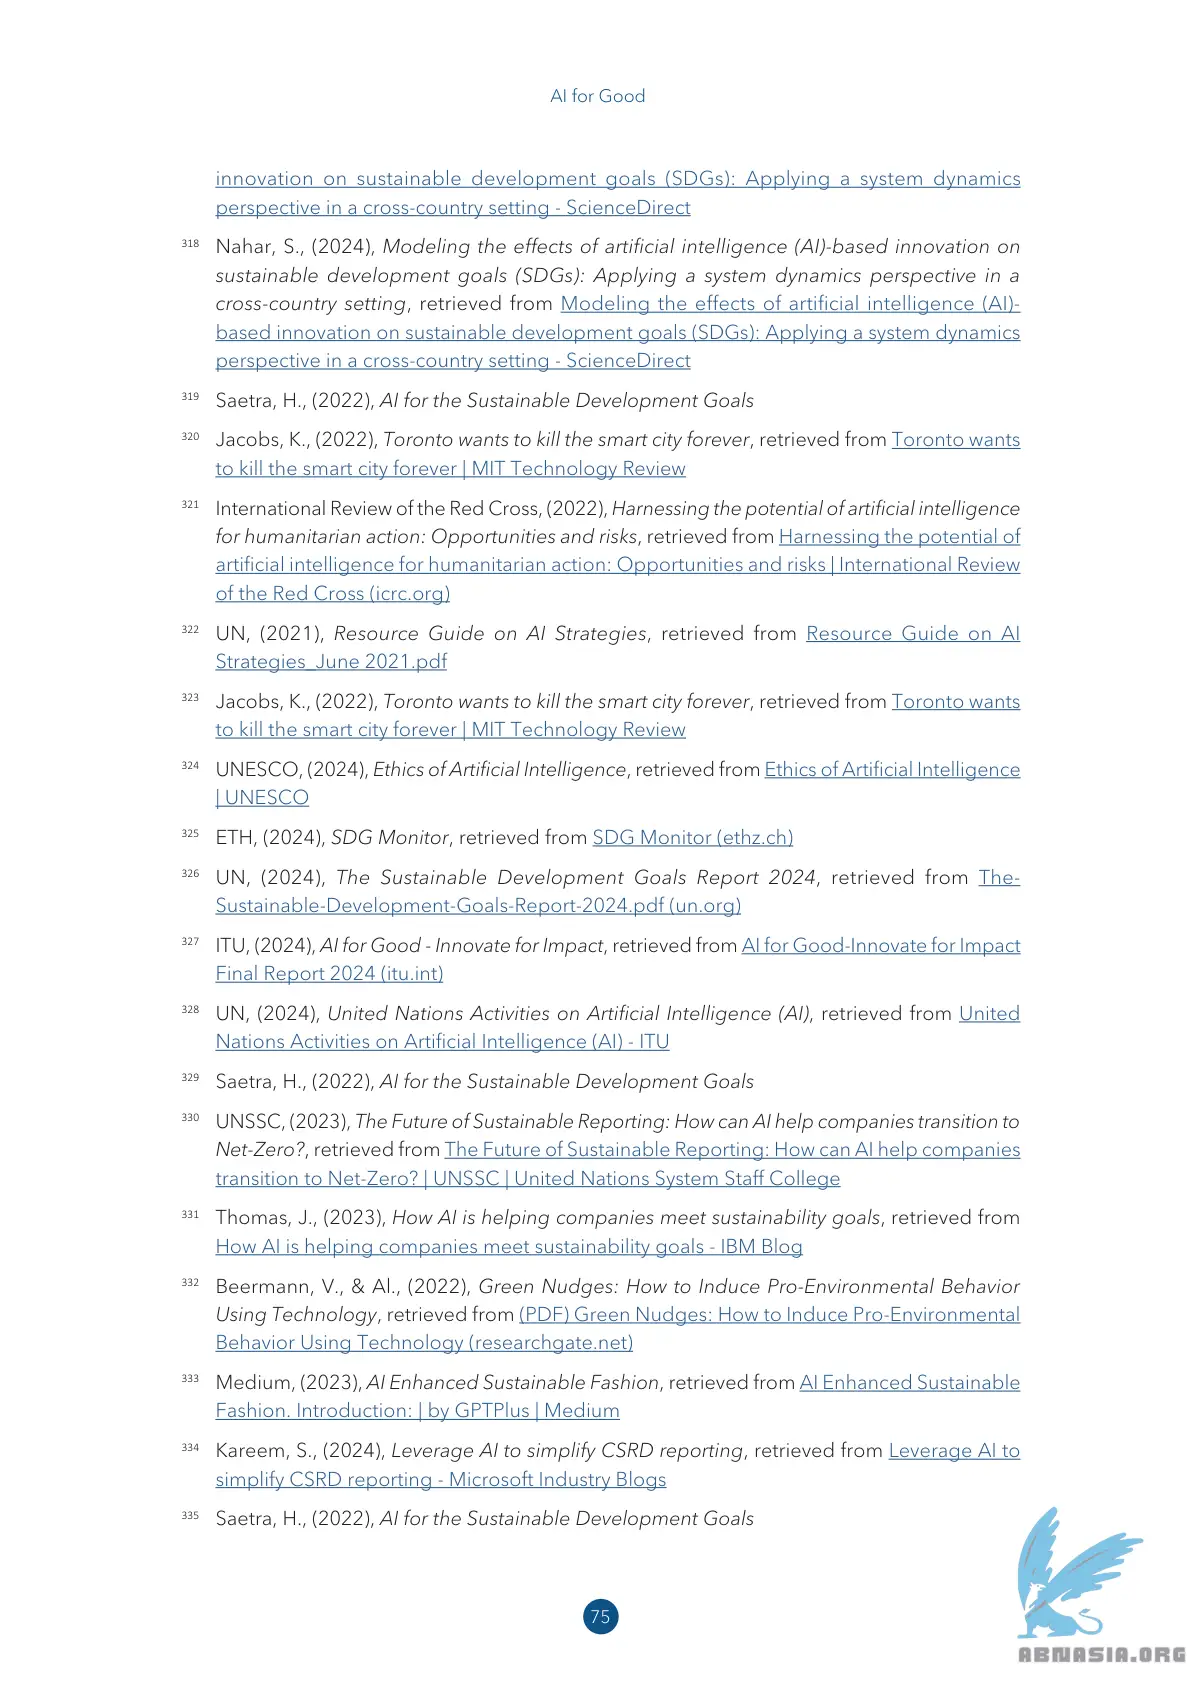 AI for Good
innovation on sustainable development goals (SDGs): Applying a system dynamics
perspective in a cross-country setting - ScienceDirect
318 Nahar, S., (2024), Modeling the effects of artificial intelligence (AI)-based innovation on
sustainable development goals (SDGs): Applying a system dynamics perspective in a
cross-country setting, retrieved from Modeling the effects of artificial intelligence (AI)-
based innovation on sustainable development goals (SDGs): Applying a system dynamics
perspective in a cross-country setting - ScienceDirect
319 Saetra, H., (2022), AI for the Sustainable Development Goals
320 Jacobs, K., (2022), Toronto wants to kill the smart city forever, retrieved from Toronto wants
to kill the smart city forever | MIT Technology Review
321 International Review of the Red Cross, (2022), Harnessing the potential of artificial intelligence
for humanitarian action: Opportunities and risks, retrieved from Harnessing the potential of
artificial intelligence for humanitarian action: Opportunities and risks | International Review
of the Red Cross (icrc.org)
322 UN, (2021), Resource Guide on AI Strategies, retrieved from Resource Guide on AI
Strategies_June 2021.pdf
323 Jacobs, K., (2022), Toronto wants to kill the smart city forever, retrieved from Toronto wants
to kill the smart city forever | MIT Technology Review
324 UNESCO, (2024), Ethics of Artificial Intelligence, retrieved from Ethics of Artificial Intelligence
| UNESCO
325 ETH, (2024), SDG Monitor, retrieved from SDG Monitor (ethz.ch)
326 UN, (2024), The Sustainable Development Goals Report 2024, retrieved from The-
Sustainable-Development-Goals-Report-2024.pdf (un.org)
327 ITU, (2024), AI for Good - Innovate for Impact, retrieved from AI for Good-Innovate for Impact
Final Report 2024 (itu.int)
328 UN, (2024), United Nations Activities on Artificial Intelligence (AI), retrieved from United
Nations Activities on Artificial Intelligence (AI) - ITU
329 Saetra, H., (2022), AI for the Sustainable Development Goals
330 UNSSC, (2023), The Future of Sustainable Reporting: How can AI help companies transition to
Net-Zero?, retrieved from The Future of Sustainable Reporting: How can AI help companies
transition to Net-Zero? | UNSSC | United Nations System Staff College
331 Thomas, J., (2023), How AI is helping companies meet sustainability goals, retrieved from
How AI is helping companies meet sustainability goals - IBM Blog
332 Beermann, V., & Al., (2022), Green Nudges: How to Induce Pro-Environmental Behavior
Using Technology, retrieved from (PDF) Green Nudges: How to Induce Pro-Environmental
Behavior Using Technology (researchgate.net)
333 Medium, (2023), AI Enhanced Sustainable Fashion, retrieved from AI Enhanced Sustainable
Fashion. Introduction: | by GPTPlus | Medium
334 Kareem, S., (2024), Leverage AI to simplify CSRD reporting, retrieved from Leverage AI to
simplify CSRD reporting - Microsoft Industry Blogs
335 Saetra, H., (2022), AI for the Sustainable Development Goals
75
ABNASIA.ORG